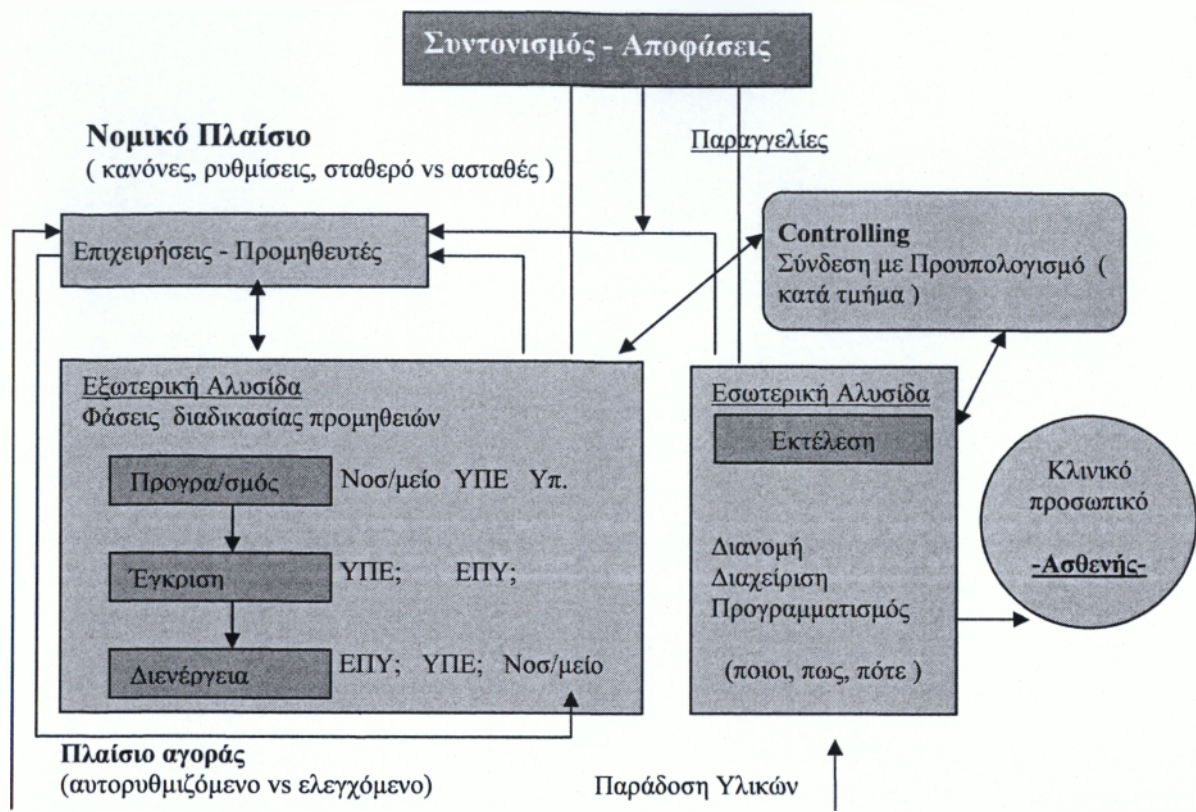 Συντονισμός - Αποφάσεις
Νομικό Πλαίσιο
( κανόνες, ρυθμίσεις, σταθερό vs ασταθές )
Παραγγελίες
Επιχειρήσεις - Προμηθευτές
Controlling
Σύνδεση με Προυπολογισμό (
κατά τμήμα )
Εξωτερική Αλυσίδα
Φάσεις διαδικασίας προμηθειών
Προγρα/σμός Νοσ/μείο ΥΠΕ Υπ.
Έγκριση ΥΠΕ; ΕΠΥ;
Διενέργεια ΕΠΥ; ΥΠΕ; Νοσ/μείο
Εσωτερική Αλυσίδα
Εκτέλεση
Διανομή
Διαχείριση
Προγραμματισμός
(ποιοι, πως, πότε )
Κλινικό
προσωπικό
-Ασθενής-
Πλαίσιο αγοράς
(αυτορυθμιζόμενο vs ελεγχόμενο)
Παράδοση Υλικών